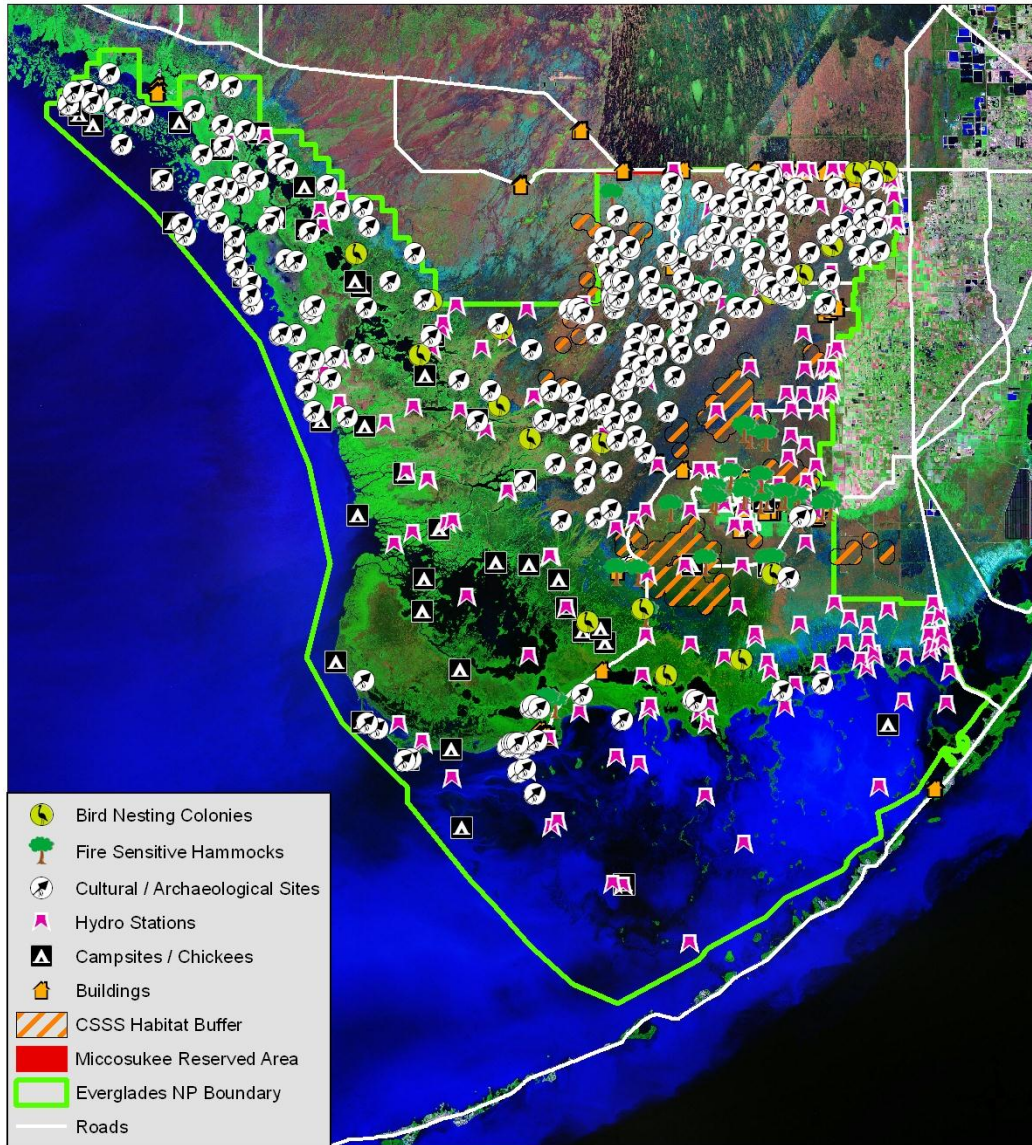 Bird Nesting Colonies
Fire Sensitive Hammocks
Cultural / Archaeological Sites
Hydro Stations
Campsites / Chickees
Buildings
CSSS Habitat Buffer
Miccosukee Reserved Area
Everglades NP Boundary
Roads